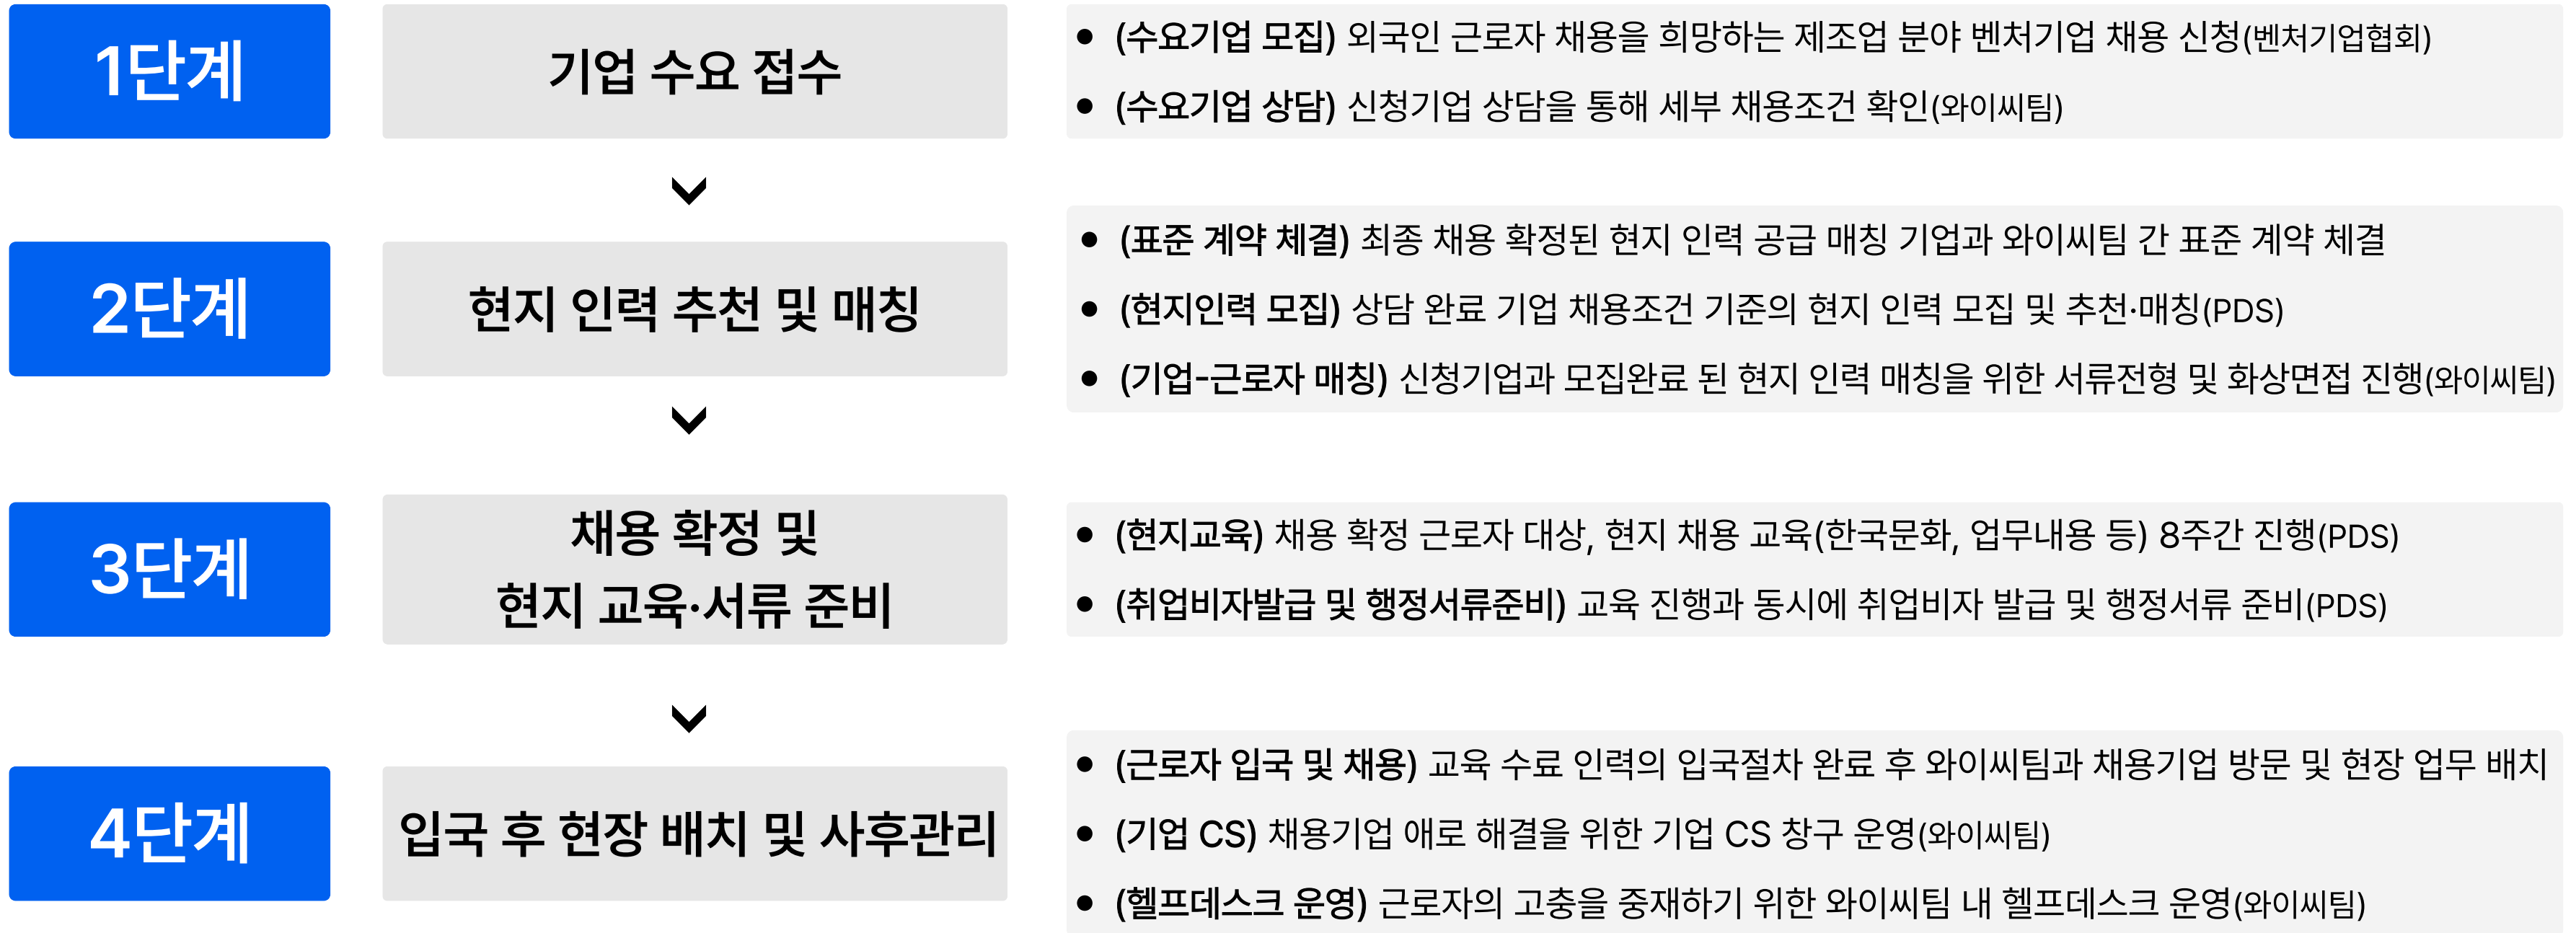 1단계
기업 수요 접수
● (수요기업 모집) 외국인 근로자 채용을 희망하는 제조업 분야 벤처기업 채용 신청(벤처기업협회)
● (수요기업 상담) 신청기업 상담을 통해 세부 채용조건 확인(와이씨팀)
2단계
현지 인력 추천 및 매칭
● (표준 계약 체결) 최종 채용 확정된 현지 인력 공급 매칭 기업과 와이씨팀 간 표준 계약 체결
● (현지인력 모집) 상담 완료 기업 채용조건 기준의 현지 인력 모집 및 추천·매칭(PDS)
● (기업-근로자 매칭) 신청기업과 모집완료 된 현지 인력 매칭을 위한 서류전형 및 화상면접 진행(와이씨팀)
3단계
채용 확정 및
현지 교육·서류 준비
● (현지교육) 채용 확정 근로자 대상, 현지 채용 교육(한국문화, 업무내용 등) 8주간 진행(PDS)
● (취업비자발급 및 행정서류준비) 교육 진행과 동시에 취업비자 발급 및 행정서류 준비(PDS)
4단계
입국 후 현장 배치 및 사후관리
● (근로자 입국 및 채용) 교육 수료 인력의 입국절차 완료 후 와이씨팀과 채용기업 방문 및 현장 업무 배치
● (기업 CS) 채용기업 애로 해결을 위한 기업 CS 창구 운영(와이씨팀)
● (헬프데스크 운영) 근로자의 고충을 중재하기 위한 와이씨팀 내 헬프데스크 운영(와이씨팀)